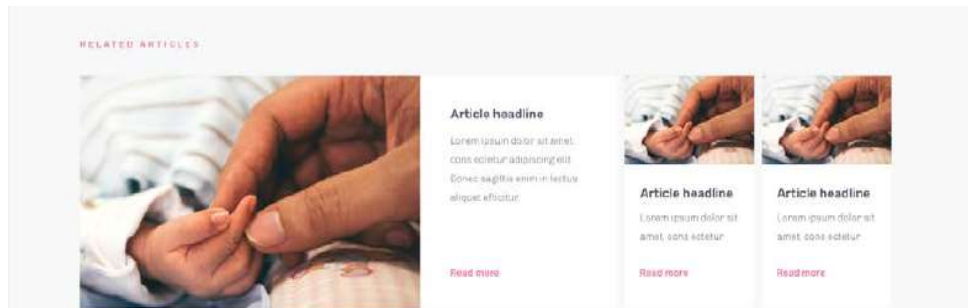 RELATED ARTICLES
Article headline
Lorem ipsum dolor sit amet,
cons ectetur adipiscing elit
Donec sagittis enim in lectus
aliquet efficitur
Read more
Article headline
Lorem ipsum dolor sit
amet, cons ectetur
Read more
Article headline
Lorem ipsum dolor sit
amet, cons ectetur
Read more